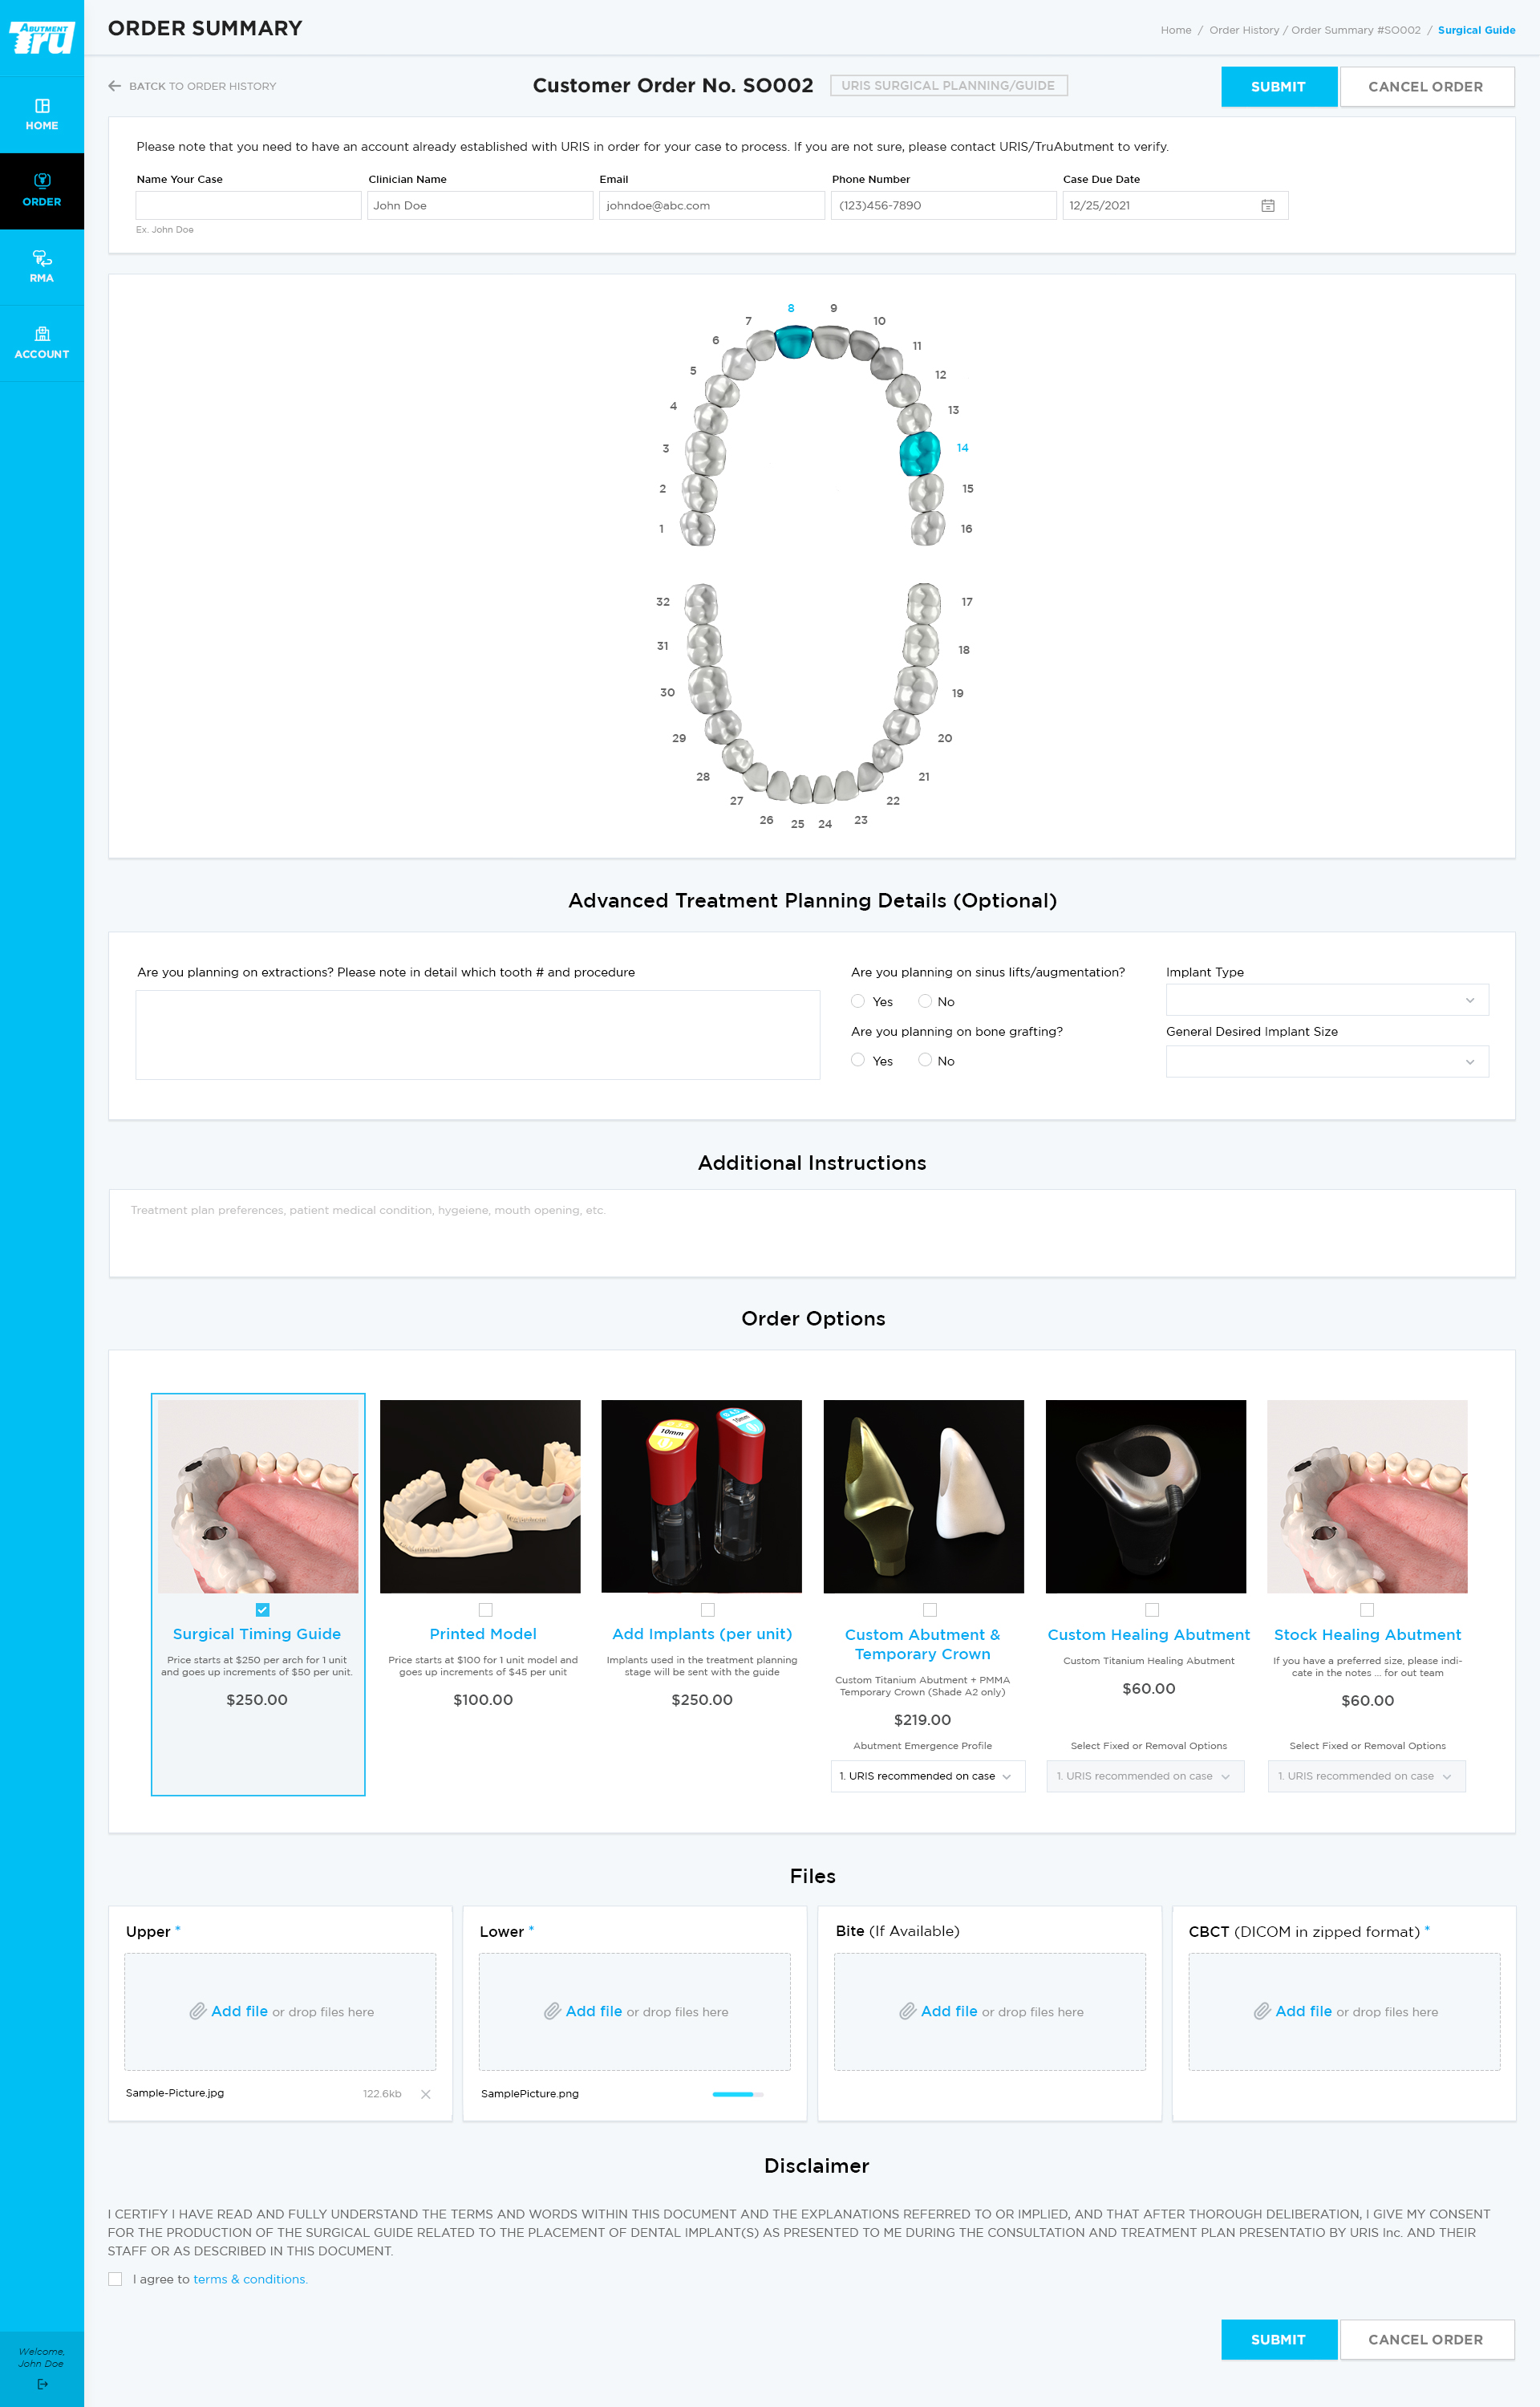 ABUTMENT
Tru
HOME
ORDER
RMA
ACCOUNT
Welcome,
John Doe
ORDER SUMMARY
Home / Order History / Order Summary #SO002 / Surgical Guide
BATCK TO ORDER HISTORY
Customer Order No. SO002
URIS SURGICAL PLANNING/GUIDE
SUBMIT
CANCEL ORDER
Please note that you need to have an account already established with URIS in order for your case to process. If you are not sure, please contact URIS/TruAbutment to verify.
Name Your Case
Clinician Name
Email
Phone Number
Case Due Date
John Doe
johndoe@abc.com
(123)456-7890
12/25/2021
Ex. John Doe
8
9
7
10
6
11
5
12
4
13
3
14
2
15
1
16
32
17
31
18
30
19
29
20
28
21
27
22
26
25
24
23
Advanced Treatment Planning Details (Optional)
Are you planning on extractions? Please note in detail which tooth # and procedure
Are you planning on sinus lifts/augmentation?
Yes
No
Are you planning on bone grafting?
Yes
No
Implant Type
General Desired Implant Size
Additional Instructions
Treatment plan preferences, patient medical condition, hygeiene, mouth opening, etc.
Order Options
10mm
10mm
Surgical Timing Guide
Price starts at $250 per arch for 1 unit
and goes up increments of $50 per unit.
$250.00
Printed Model
Price starts at $100 for 1 unit model and
goes up increments of $45 per unit
$100.00
Add Implants (per unit)
Implants used in the treatment planning
stage will be sent with the guide
$250.00
Custom Abutment &
Temporary Crown
Custom Titanium Abutment + PMMA
Temporary Crown (Shade A2 only)
$219.00
Abutment Emergence Profile
1. URIS recommended on case
Custom Healing Abutment
Custom Titanium Healing Abutment
$60.00
Select Fixed or Removal Options
1. URIS recommended on case
Stock Healing Abutment
If you have a preferred size, please indi-
cate in the notes ... for out team
$60.00
Select Fixed or Removal Options
1. URIS recommended on case
Files
Upper *
Add file or drop files here
Sample-Picture.jpg
122.6kb
Lower *
Add file or drop files here
SamplePicture.png
Bite (If Available)
Add file or drop files here
CBCT (DICOM in zipped format) *
Add file or drop files here
Disclaimer
I CERTIFY I HAVE READ AND FULLY UNDERSTAND THE TERMS AND WORDS WITHIN THIS DOCUMENT AND THE EXPLANATIONS REFERRED TO OR IMPLIED, AND THAT AFTER THOROUGH DELIBERATION, I GIVE MY CONSENT
FOR THE PRODUCTION OF THE SURGICAL GUIDE RELATED TO THE PLACEMENT OF DENTAL IMPLANT(S) AS PRESENTED TO ME DURING THE CONSULTATION AND TREATMENT PLAN PRESENTATIO BY URIS Inc. AND THEIR
STAFF OR AS DESCRIBED IN THIS DOCUMENT.
I agree to terms & conditions.
SUBMIT
CANCEL ORDER